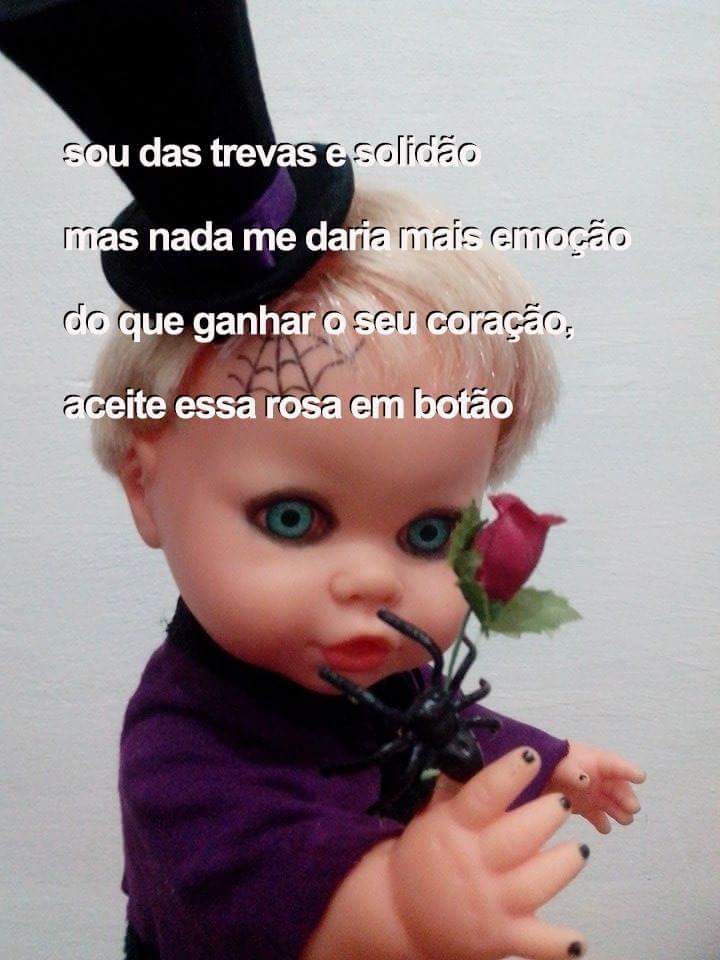 sou das trevas e solidão
mas nada me daria mais emoção
do que ganhar o seu coração,
aceite essa rosa em botão